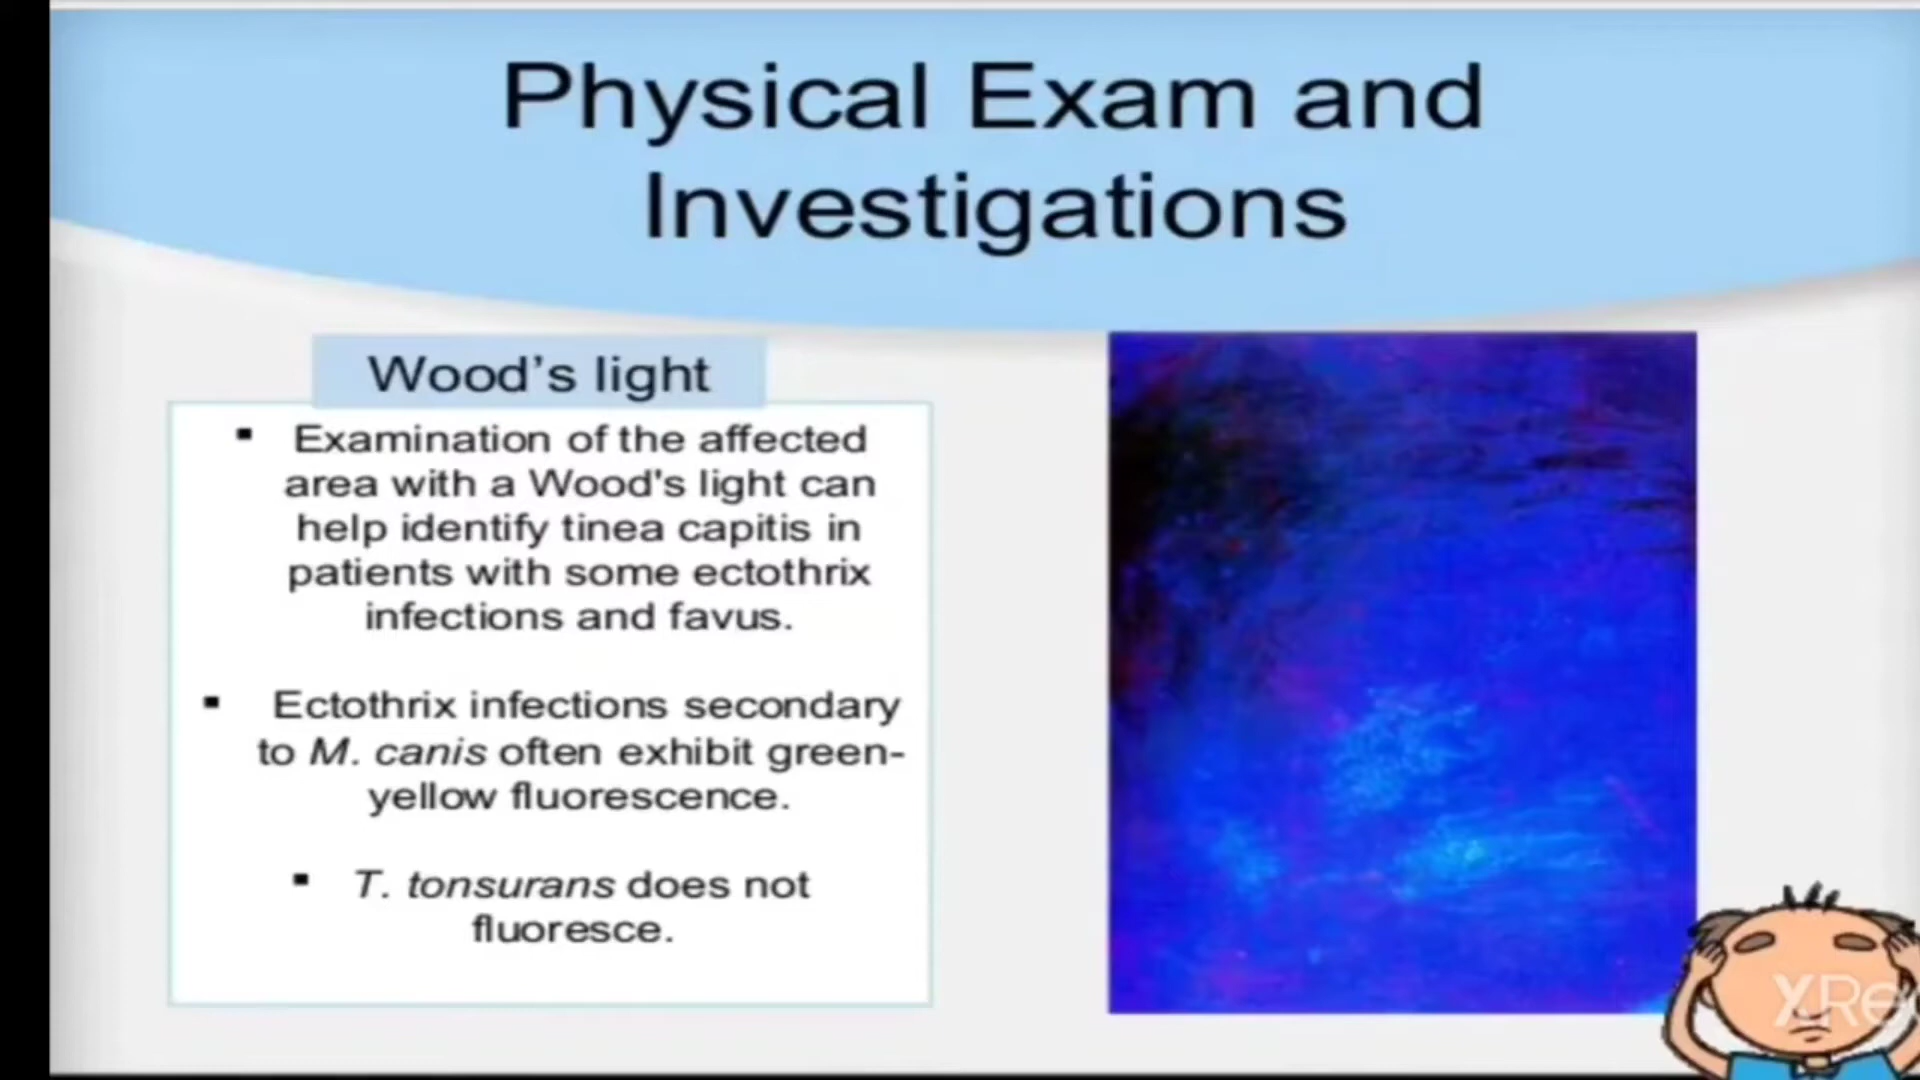 Physical Exam and
Investigations
Wood’s light
▪ Examination of the affected
area with a Wood's light can
help identify tinea capitis in
patients with some ectothrix
infections and favus.
▪ Ectothrix infections secondary
to M. canis often exhibit green-
yellow fluorescence.
▪ T. tonsurans does not
fluoresce.